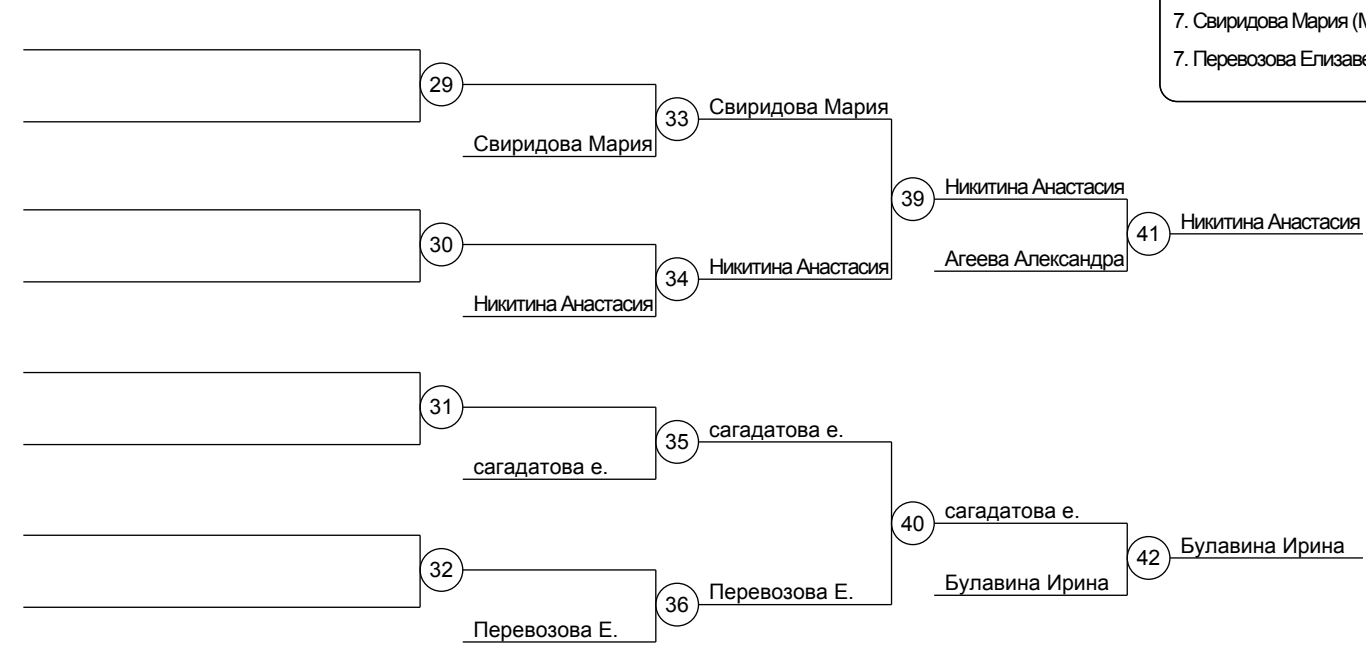 7. Свиридова Мария (М
7. Перевозова Елизаве
29
33
Свиридова Мария
Свиридова Мария
39
Никитина Анастасия
30
34
Никитина Анастасия
Никитина Анастасия
41
Никитина Анастасия
Агеева Александра
31
35
сагадатова е.
сагадатова е.
40
сагадатова е.
32
36
Перевозова Е.
Перевозова Е.
42
Булавина Ирина
Булавина Ирина